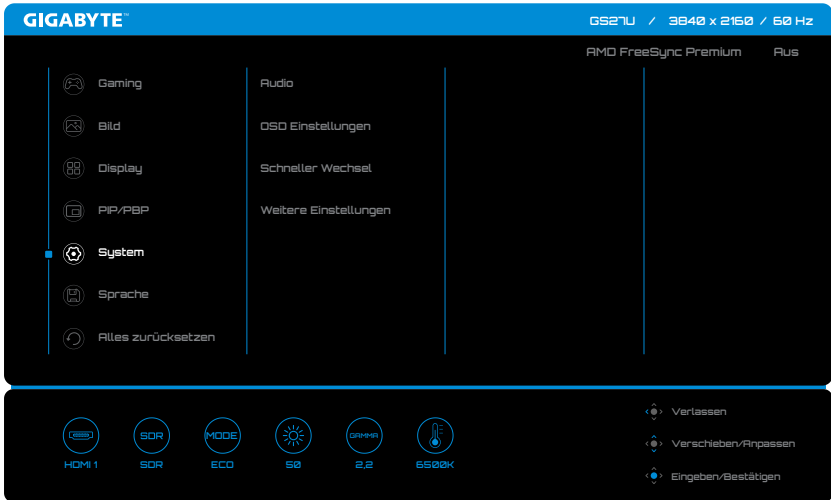 GIGABYTE™
GS27U / 3840 x 2160 / 60 Hz
AMD FreeSync Premium Aus
Gaming
Bild
Display
PIP/PBP
System
Sprache
Alles zurücksetzen
Audio
OSD Einstellungen
Schneller Wechsel
Weitere Einstellungen
SDR
MODE
GAMMA
HDMI 1
SDR
ECO
50
2,2
6500K
Verlassen
Verschieben/Anpassen
Eingeben/Bestätigen